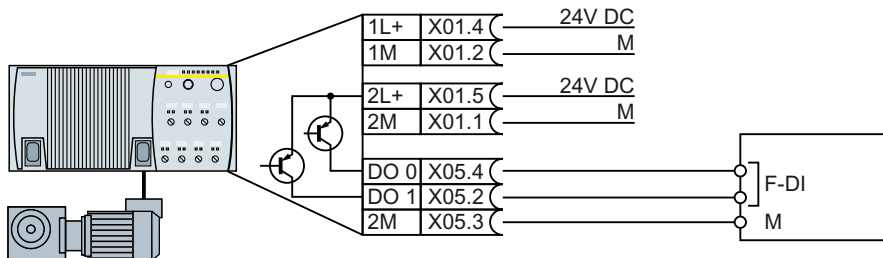 1L+ X01.4 24V DC
1M X01.2 M
2L+ X01.5 24V DC
2M X01.1 M
DO 0 X05.4
DO 1 X05.2
F-DI
2M X05.3 M